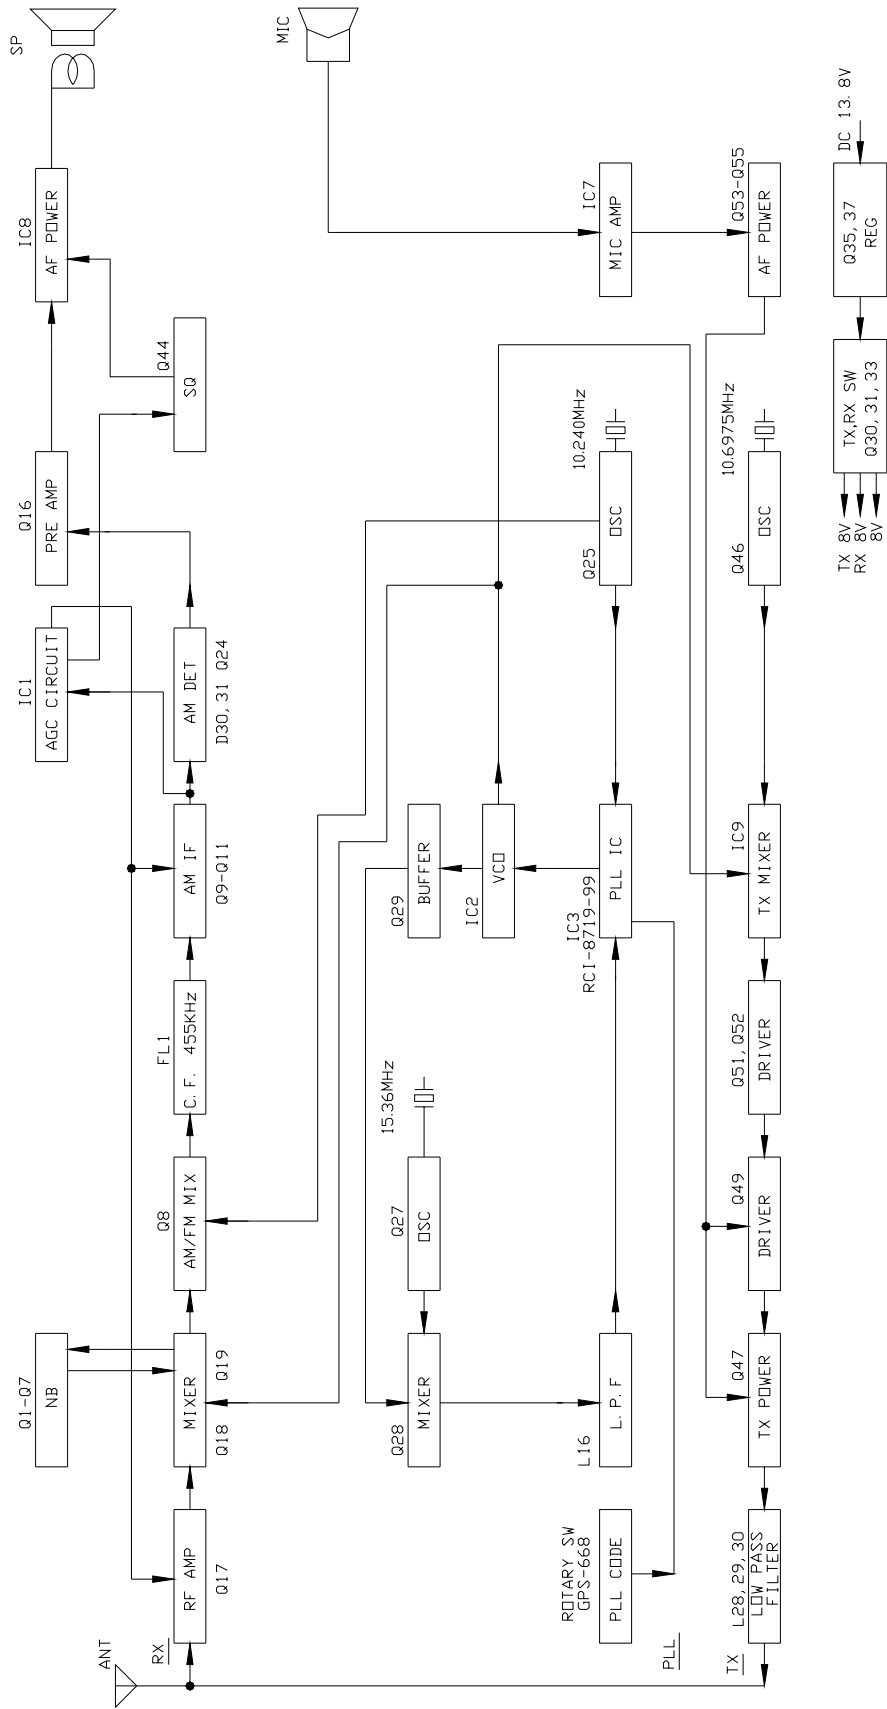 SP
IC8
AF POWER
Q44
SQ
Q16
PRE AMP
IC1
AGC CIRCUIT
AM DET
D30, 31 Q24
AM IF
Q9-Q11
FL1
C. F. 455KHz
Q8
AM/FM MIX
Q1-Q7
NB
MIXER
Q18
Q19
RF AMP
Q17
ANT
RX
MIC
IC7
MIC AMP
Q53-Q55
AF POWER
DC 13. 8V
Q35, 37
REG
TX,RX SW
Q30, 31, 33
TX 8V
RX 8V
8V
10.240MHz
OSC
Q25
10.6975MHz
OSC
Q46
Q29
BUFFER
IC2
VCO
IC3
RCI-8719-99
PLL IC
IC9
TX MIXER
15.36MHz
Q27
OSC
Q28
MIXER
L16
L. P. F
Q51, Q52
DRIVER
Q49
DRIVER
Q47
TX POWER
ROTARY SW
GPS-668
PLL CODE
PLL
L28, 29, 30
LOW PASS
FILTER
TX